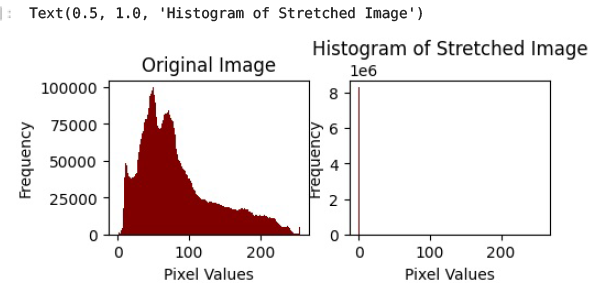 ]: Text(0.5, 1.0, 'Histogram of Stretched Image')
Original Image
100000
75000
50000
25000
0
Frequency
0 100 200
Pixel Values
Histogram of Stretched Image
1e6
8
6
4
2
0
Frequency
0 100 200
Pixel Values